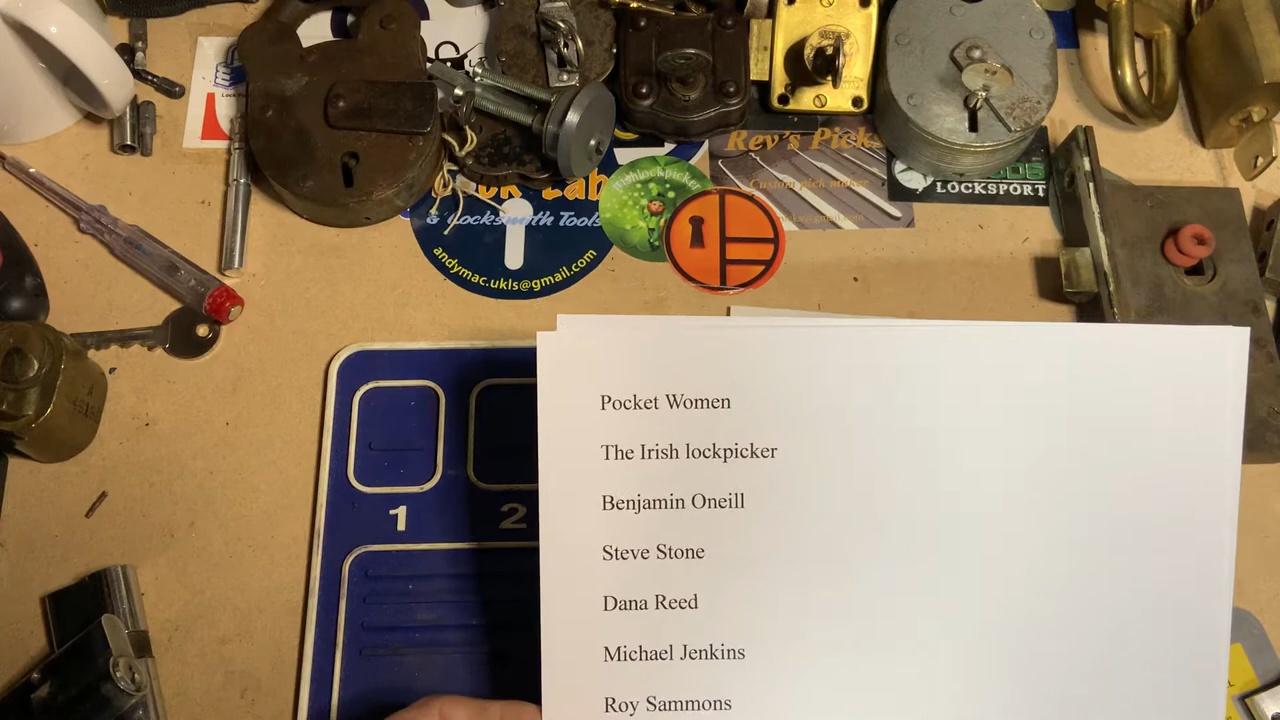 Rev's Picks
Custom pick maker
LOCKSPORT
& Locksmith Tools
andymac.ukls@gmail.com
1
2
Pocket Women
The Irish lockpicker
Benjamin Oneill
Steve Stone
Dana Reed
Michael Jenkins
Roy Sammons